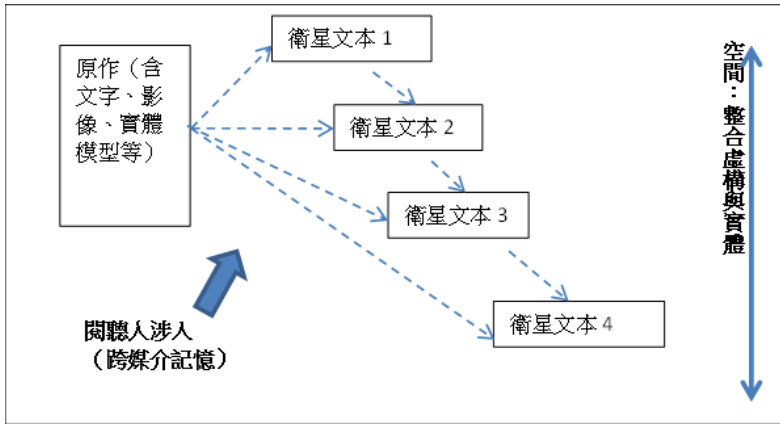 原作（含
文字、影
像、實體
模型等）
衛星文本 1
衛星文本 2
衛星文本 3
衛星文本 4
閱聽人涉入
（跨媒介記憶）
空間：整合虛構與實體